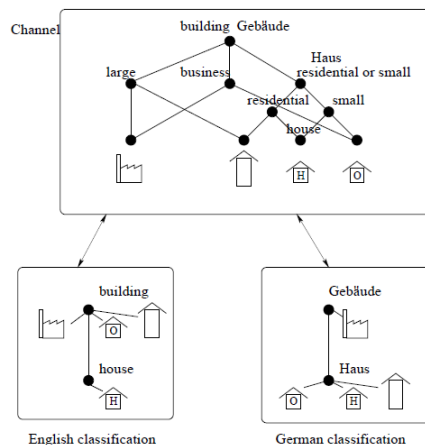 building Gebäude
Channel
Haus
large
business
residential or small
residential
small
house
H
O
building
O
house
H
Gebäude
Haus
O
H
English classification
German classification